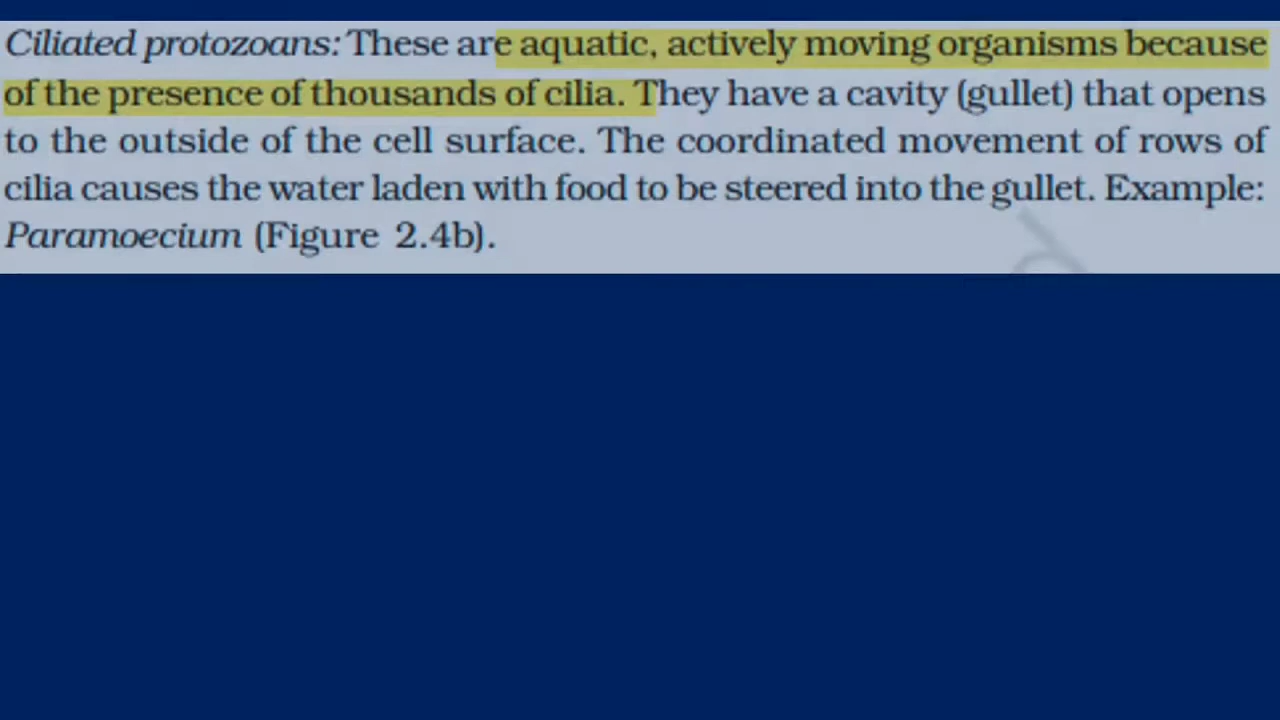 Ciliated protozoans: These are aquatic, actively moving organisms because
of the presence of thousands of cilia. They have a cavity (gullet) that opens
to the outside of the cell surface. The coordinated movement of rows of
cilia causes the water laden with food to be steered into the gullet. Example:
Paramoecium (Figure 2.4b).
d